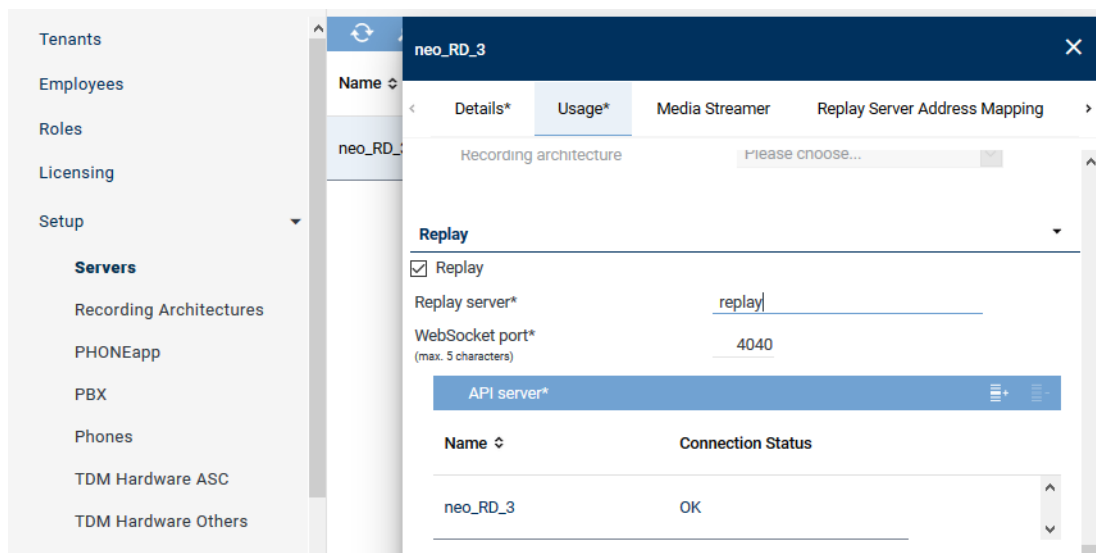 Tenants
Employees
Roles
Licensing
Setup
Servers
Recording Architectures
PHONEapp
PBX
Phones
TDM Hardware ASC
TDM Hardware Others
Name
neo_RD_3
neo_RD_3
Details*
Usage*
Media Streamer
Replay Server Address Mapping
Recording architecture
Please choose...
Replay
Replay
Replay server*
replay
WebSocket port*
(max. 5 characters)
4040
API server*
Name
Connection Status
neo_RD_3
OK